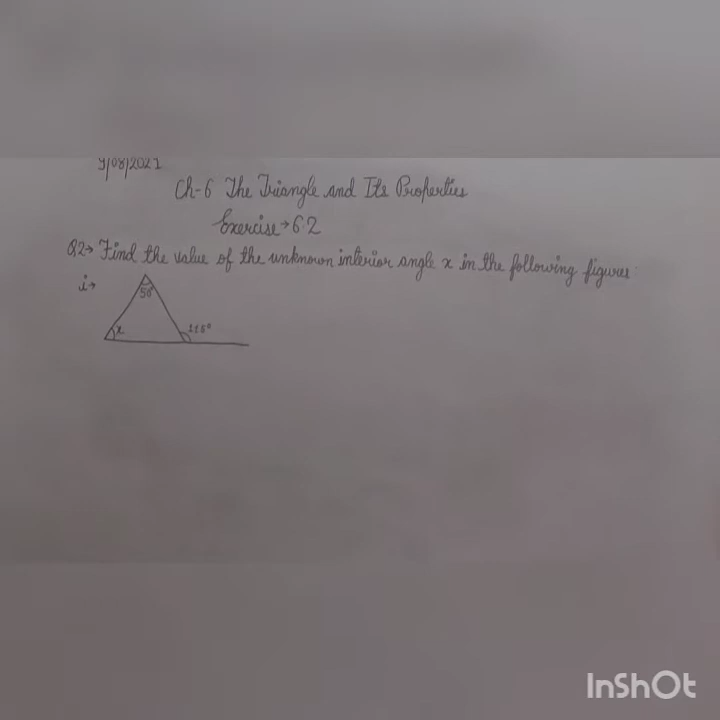 9/08/2021
Ch-6 The Triangle and Its Properties
Exercise→6.2
Q.2→ Find the value of the unknown interior angle x in the following figures:
i→
50°
x
115°
InShOt